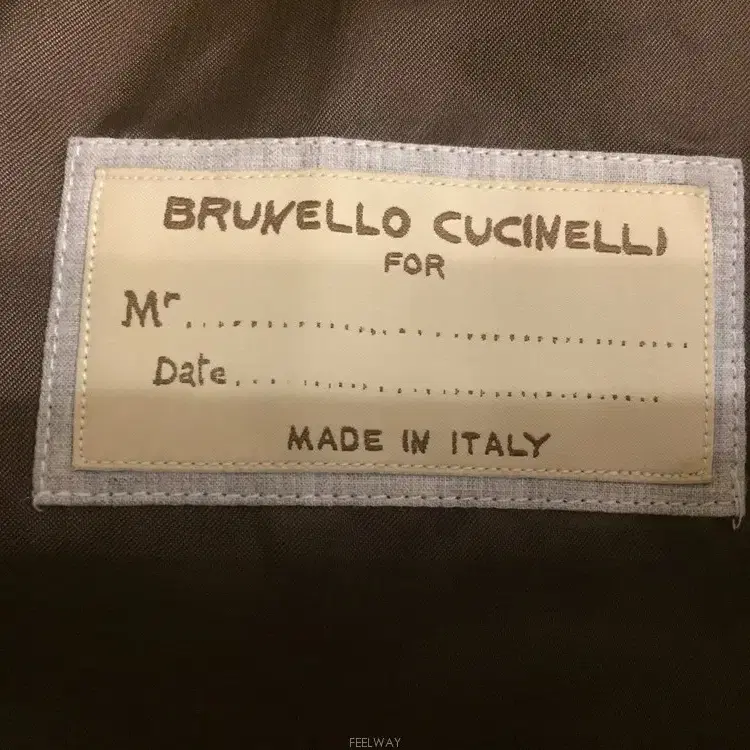 BRUNELLO CUCINELLI
FOR
Mr....................................
Date..............................
MADE IN ITALY
FEELWAY